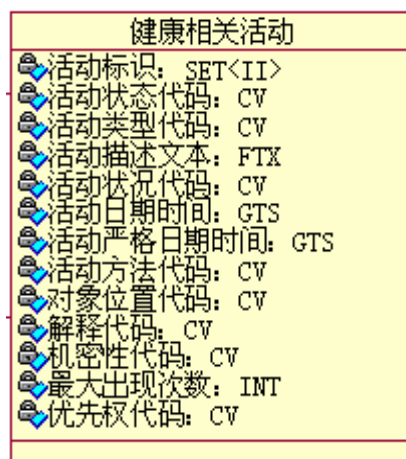 健康相关活动
活动标识：SET<II>
活动状态代码：CV
活动类型代码：CV
活动描述文本：FTX
活动状况代码：CV
活动日期时间：GTS
活动严格日期时间：GTS
活动方法代码：CV
对象位置代码：CV
解释代码：CV
机密性代码：CV
最大出现次数：INT
优先权代码：CV